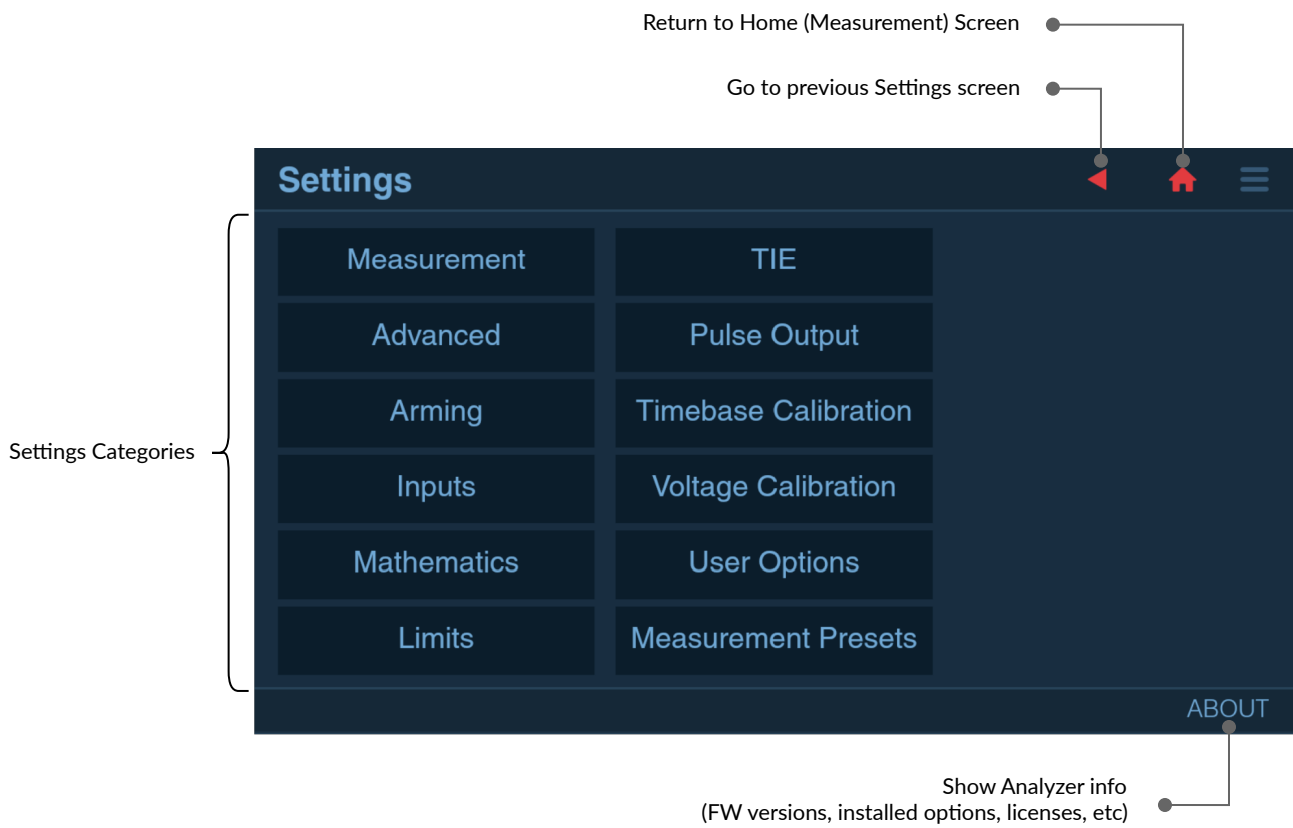 Return to Home (Measurement) Screen
Go to previous Settings screen
Settings
Measurement
TIE
Advanced
Pulse Output
Arming
Timebase Calibration
Settings Categories
Inputs
Voltage Calibration
Mathematics
User Options
Limits
Measurement Presets
ABOUT
Show Analyzer info
(FW versions, installed options, licenses, etc)